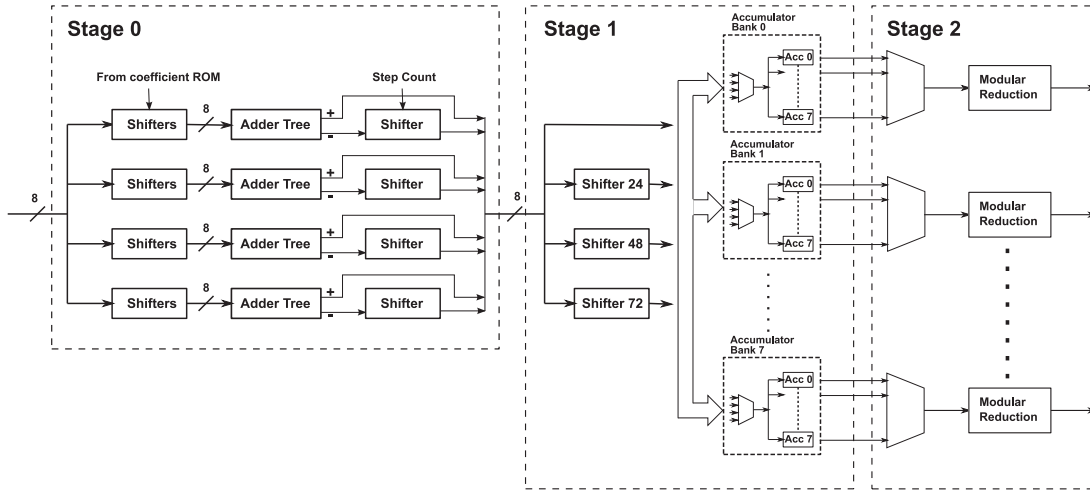 Stage 0
From coefficient ROM
Step Count
8
8
Shifters
Adder Tree
+
-
Shifter
8
Shifters
Adder Tree
+
-
Shifter
8
Shifters
Adder Tree
+
-
Shifter
8
Shifters
Adder Tree
+
-
Shifter
8
Stage 1
Shifter 24
Shifter 48
Shifter 72
Accumulator
Bank 0
Acc 0
Acc 7
Accumulator
Bank 1
Acc 0
Acc 7
Accumulator
Bank 7
Acc 0
Acc 7
Stage 2
Modular
Reduction
Modular
Reduction
Modular
Reduction